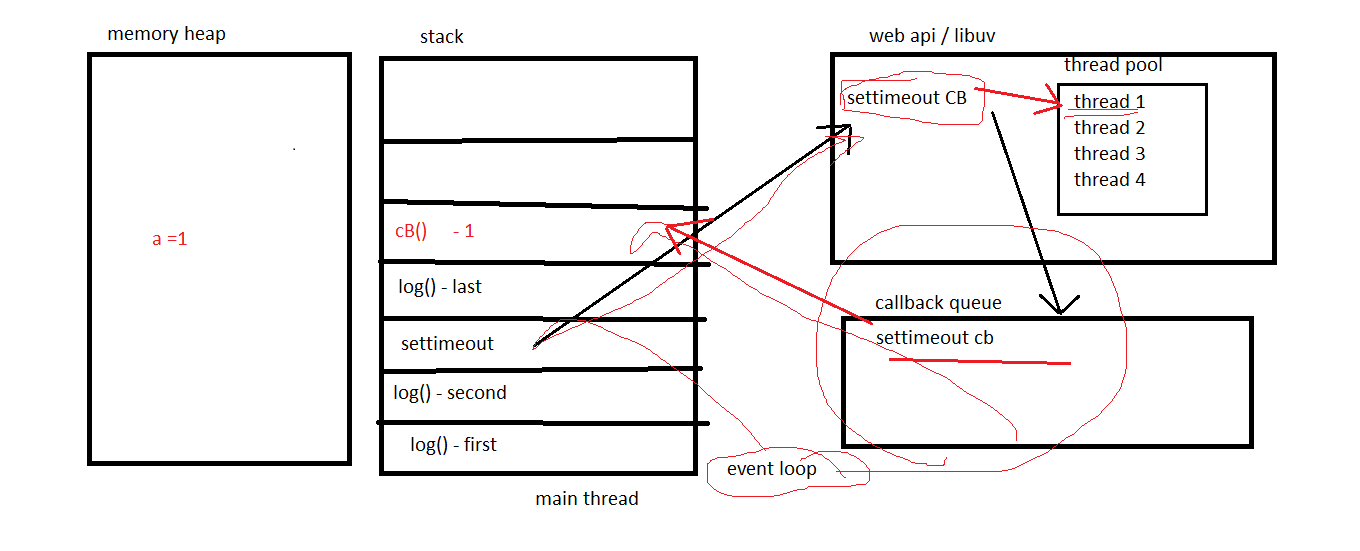 memory heap
stack
web api / libuv
thread pool
settimeout CB
thread 1
thread 2
thread 3
thread 4
a =1
cB() - 1
log() - last
settimeout
log() - second
log() - first
callback queue
settimeout cb
event loop
main thread